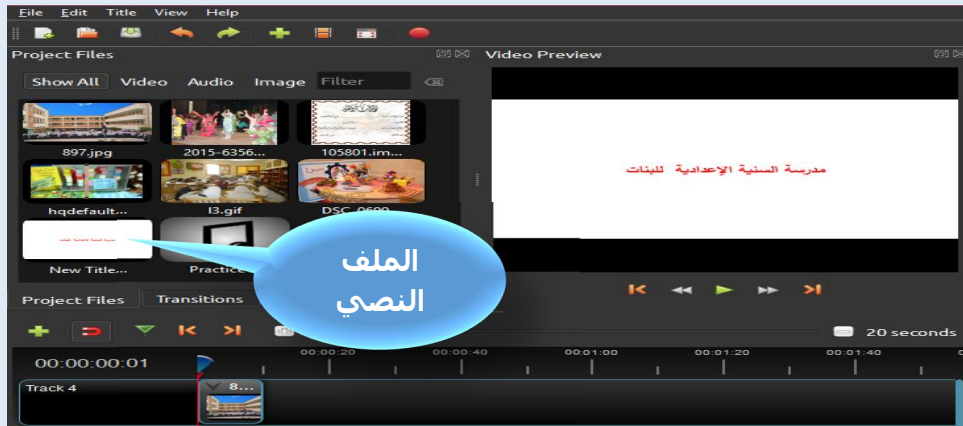 File Edit Title View Help
Project Files
Video Preview
Show All Video Audio Image Filter
897.jpg 2015-6356... 105801.im...
hqdefault... l3.gif DSC_0600
New Title... Practice
مدرسة السنية الإعدادية للبنات
الملف
النصي
Project Files Transitions
20 seconds
00:00:00:01
00:00:20 00:00:40 00:01:00 00:01:20 00:01:40
Track 4
8...